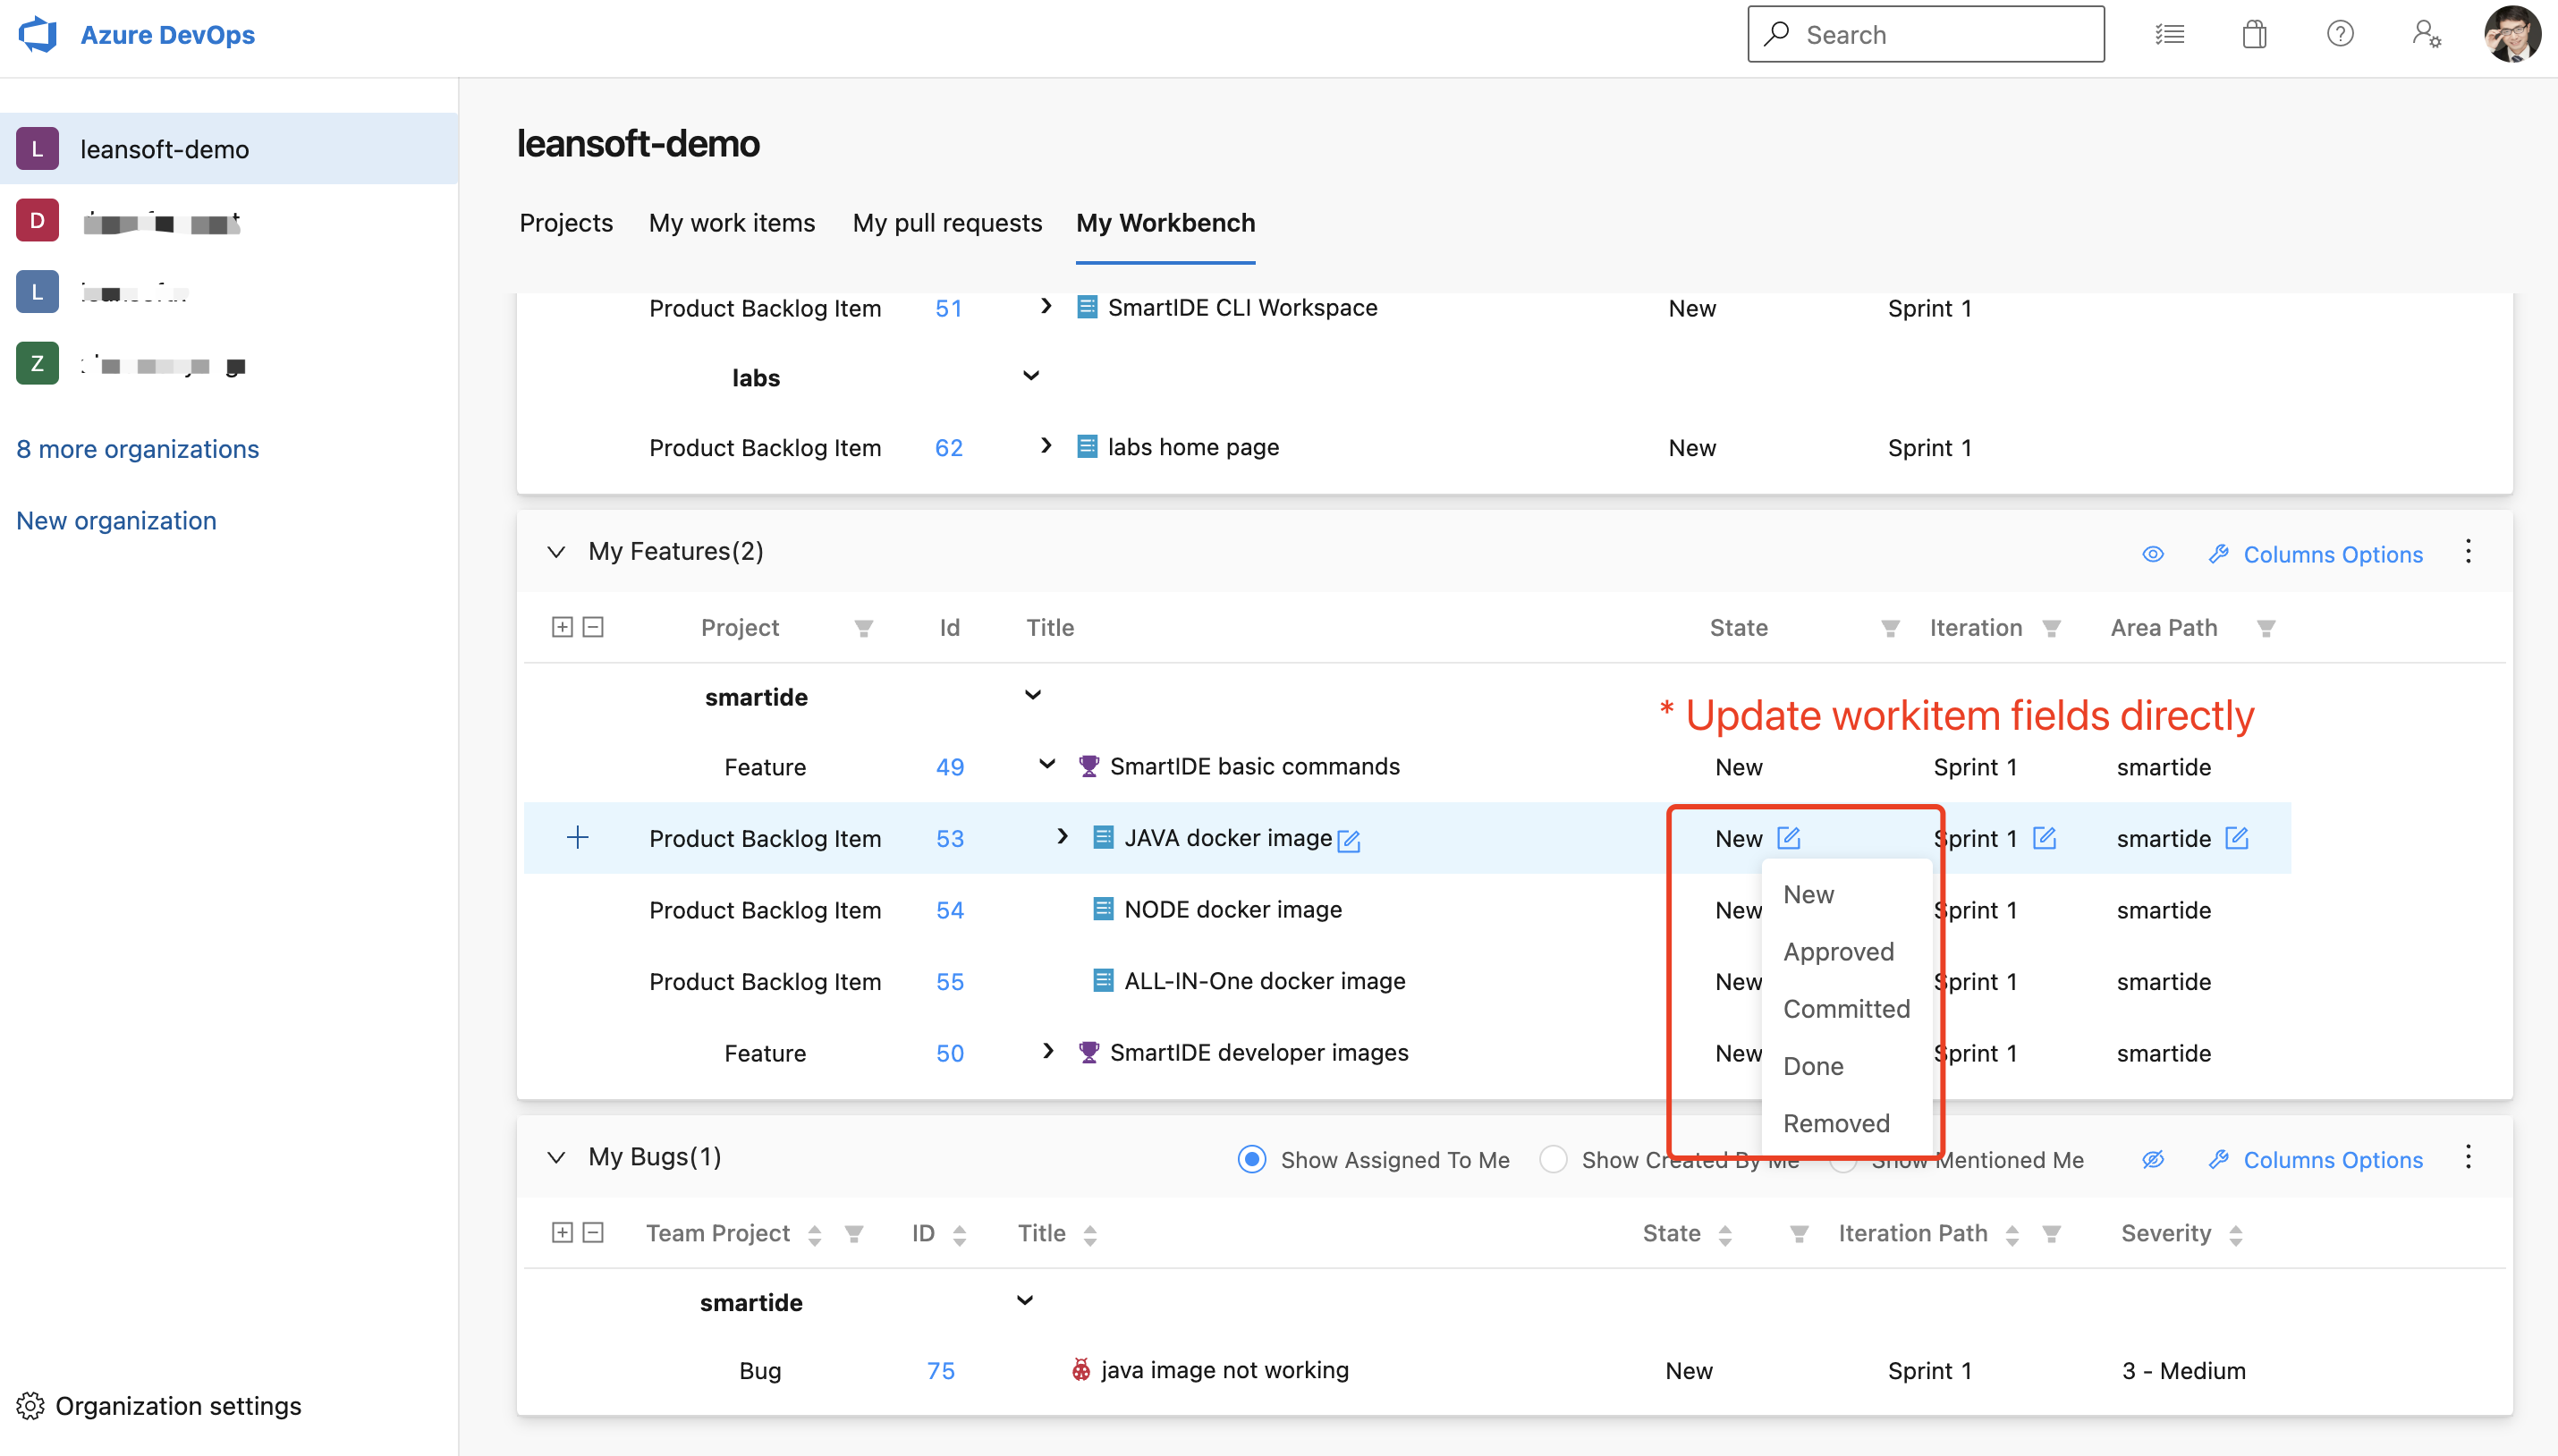 Azure DevOps
Search
L leansoft-demo
D
L
Z
8 more organizations
New organization
Organization settings
leansoft-demo
Projects My work items My pull requests My Workbench
Product Backlog Item 51 SmartIDE CLI Workspace New Sprint 1
labs
Product Backlog Item 62 labs home page New Sprint 1
My Features(2) Columns Options
Project Id Title State Iteration Area Path
smartide
* Update workitem fields directly
Feature 49 SmartIDE basic commands New Sprint 1 smartide
Product Backlog Item 53 JAVA docker image New Sprint 1 smartide
New
Approved
Committed
Done
Removed
Product Backlog Item 54 NODE docker image New Sprint 1 smartide
Product Backlog Item 55 ALL-IN-One docker image New Sprint 1 smartide
Feature 50 SmartIDE developer images New Sprint 1 smartide
My Bugs(1) Show Assigned To Me Show Created By Me Show Mentioned Me Columns Options
Team Project ID Title State Iteration Path Severity
smartide
Bug 75 java image not working New Sprint 1 3 - Medium